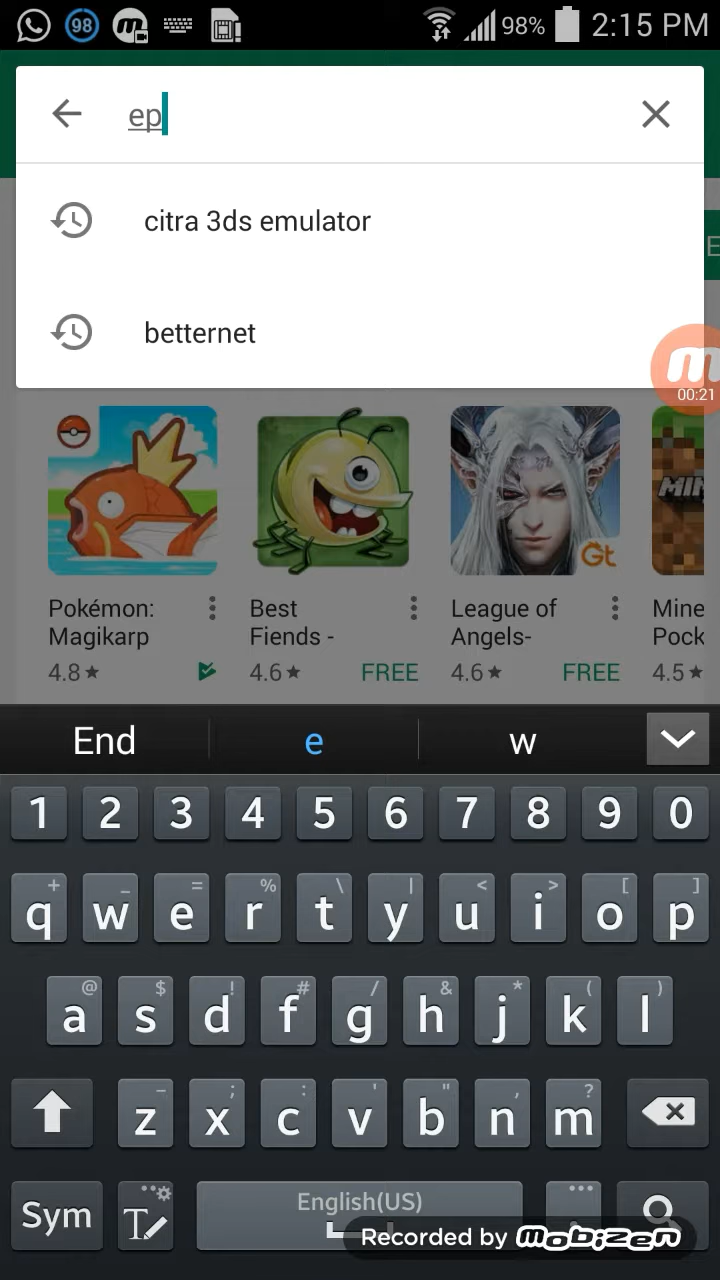 98
98%
2:15 PM
ep
citra 3ds emulator
betternet
E
m
00:21
MIN
Gt
Pokémon:
Magikarp
Best
Fiends -
League of
Angels-
Mine
Pock
4.8★
4.6★ FREE
4.6★ FREE
4.5★
End e w
1 2 3 4 5 6 7 8 9 0
+ _ = % \ | < > [ ]
q w e r t y u i o p
@ $ ! # / & * ( )
a s d f g h j k l
- ; : ' " , ?
z x c v b n m
Sym T English(US)
Recorded by mobizen